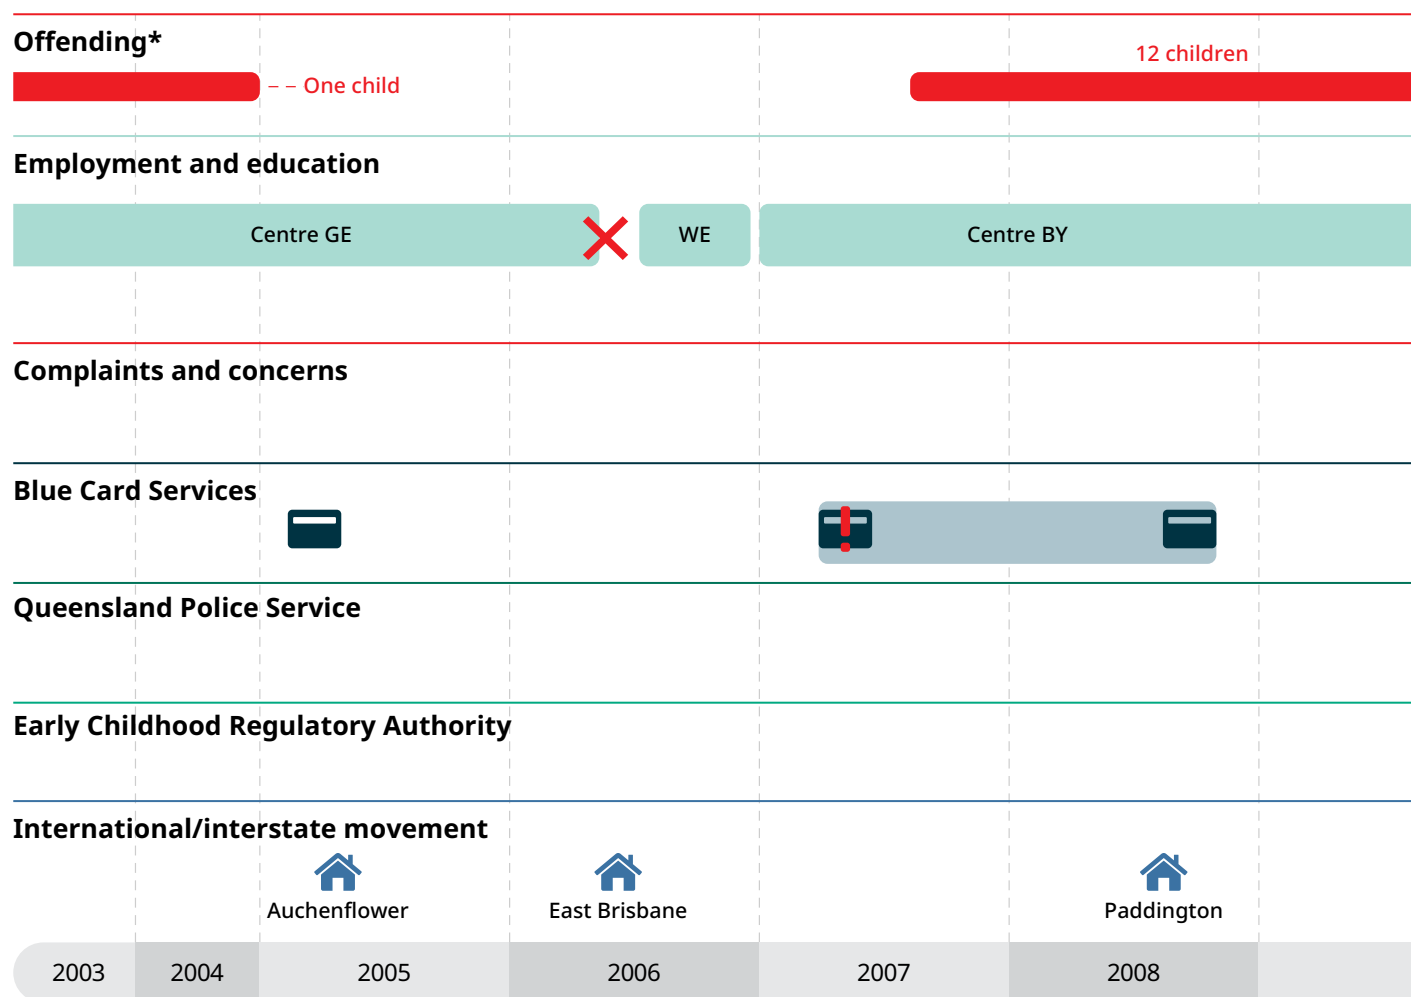 Offending*
12 children
– – One child
Employment and education
Centre GE
WE
Centre BY
Complaints and concerns
Blue Card Services
Queensland Police Service
Early Childhood Regulatory Authority
International/interstate movement
Auchenflower
East Brisbane
Paddington
2003 2004 2005 2006 2007 2008